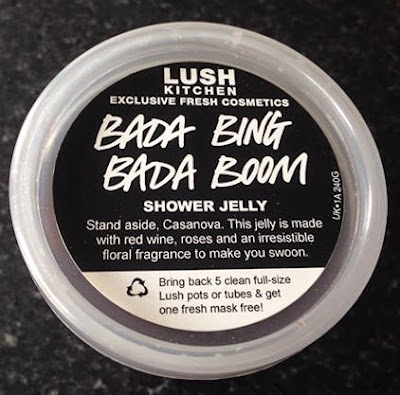 LUSH
KITCHEN
EXCLUSIVE FRESH COSMETICS
BADA BING
BADA BOOM
SHOWER JELLY
Stand aside, Casanova. This jelly is made
with red wine, roses and an irresistible
floral fragrance to make you swoon.
Bring back 5 clean full-size
Lush pots or tubes & get
one fresh mask free!
UK•1A 240G